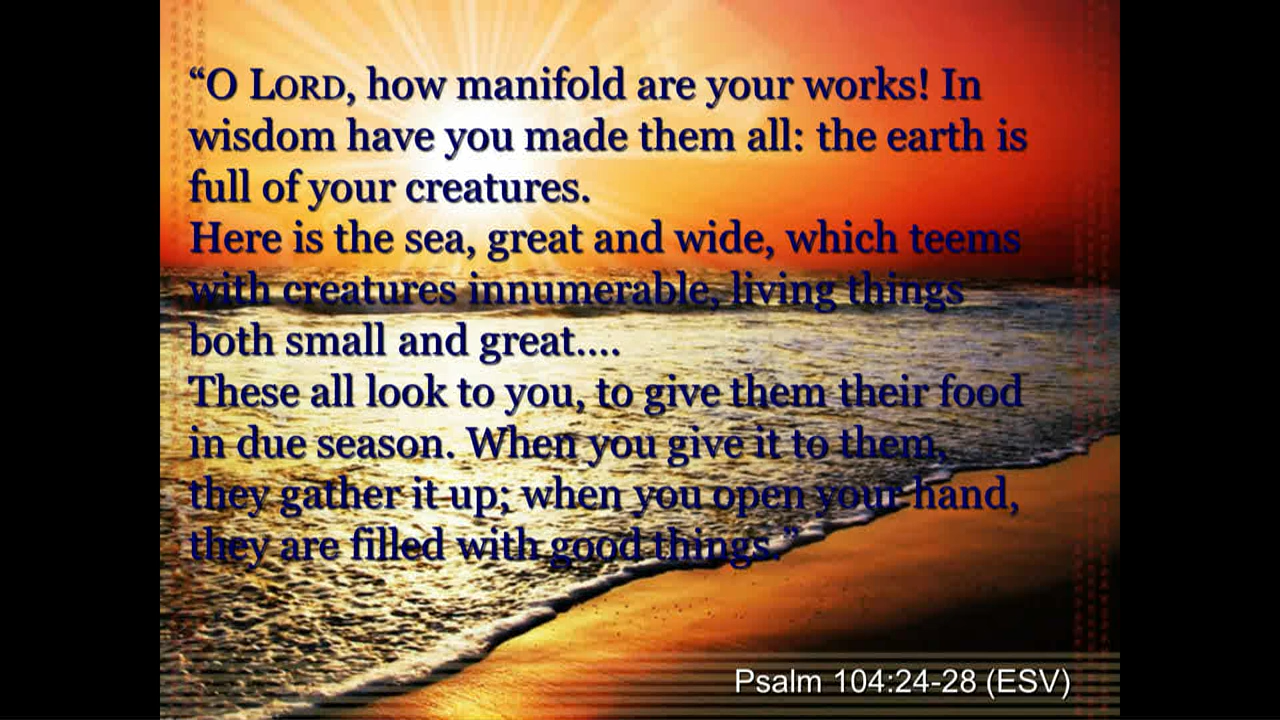 “O LORD, how manifold are your works! In
wisdom have you made them all: the earth is
full of your creatures.
Here is the sea, great and wide, which teems
with creatures innumerable, living things
both small and great....
These all look to you, to give them their food
in due season. When you give it to them,
they gather it up; when you open your hand,
they are filled with good things.”
Psalm 104:24-28 (ESV)